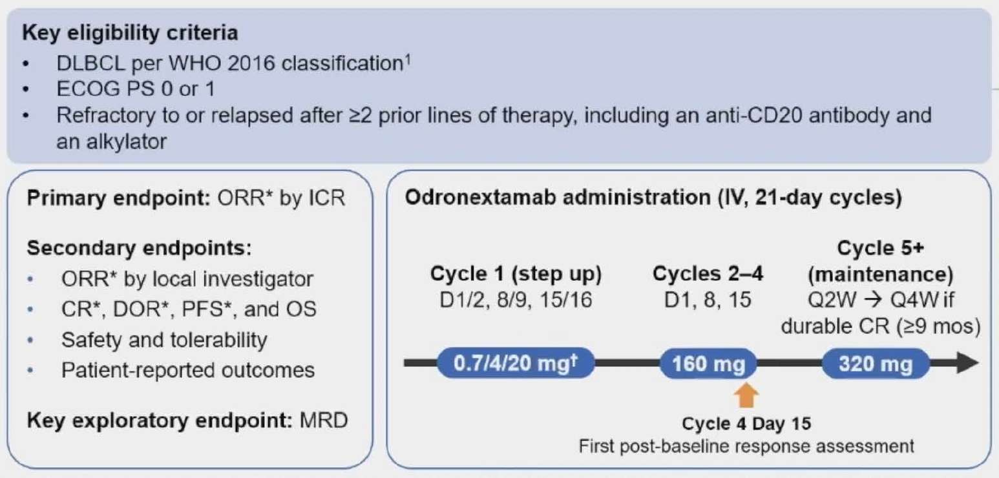 Key eligibility criteria
• DLBCL per WHO 2016 classification¹
• ECOG PS 0 or 1
• Refractory to or relapsed after ≥2 prior lines of therapy, including an anti-CD20 antibody and
an alkylator
Primary endpoint: ORR* by ICR
Secondary endpoints:
• ORR* by local investigator
• CR*, DOR*, PFS*, and OS
• Safety and tolerability
• Patient-reported outcomes
Key exploratory endpoint: MRD
Odronextamab administration (IV, 21-day cycles)
Cycle 1 (step up)
D1/2, 8/9, 15/16
0.7/4/20 mg†
Cycles 2–4
D1, 8, 15
160 mg
Cycle 5+
(maintenance)
Q2W → Q4W if
durable CR (≥9 mos)
320 mg
Cycle 4 Day 15
First post-baseline response assessment